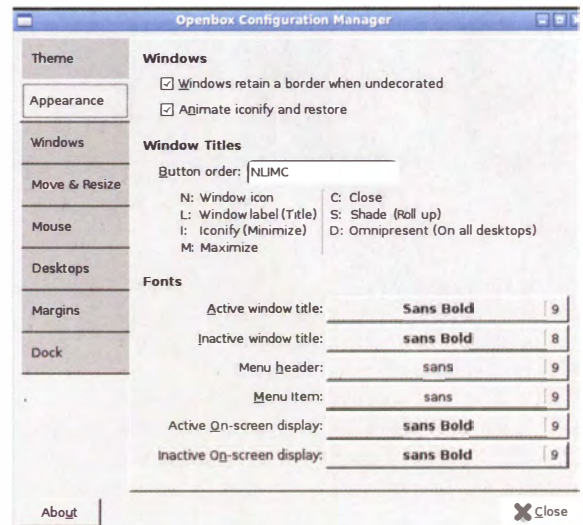 Openbox Configuration Manager
Theme
Appearance
Windows
Move & Resize
Mouse
Desktops
Margins
Dock
About
Windows
Windows retain a border when undecorated
Animate iconify and restore
Window Titles
Button order: NLIMC
N: Window icon
L: Window label (Title)
I: Iconify (Minimize)
M: Maximize
C: Close
S: Shade (Roll up)
D: Omnipresent (On all desktops)
Fonts
Active window title: Sans Bold 9
Inactive window title: sans Bold 8
Menu header: sans 9
Menu Item: sans 9
Active On-screen display: sans Bold 9
Inactive On-screen display: sans Bold 9
Close